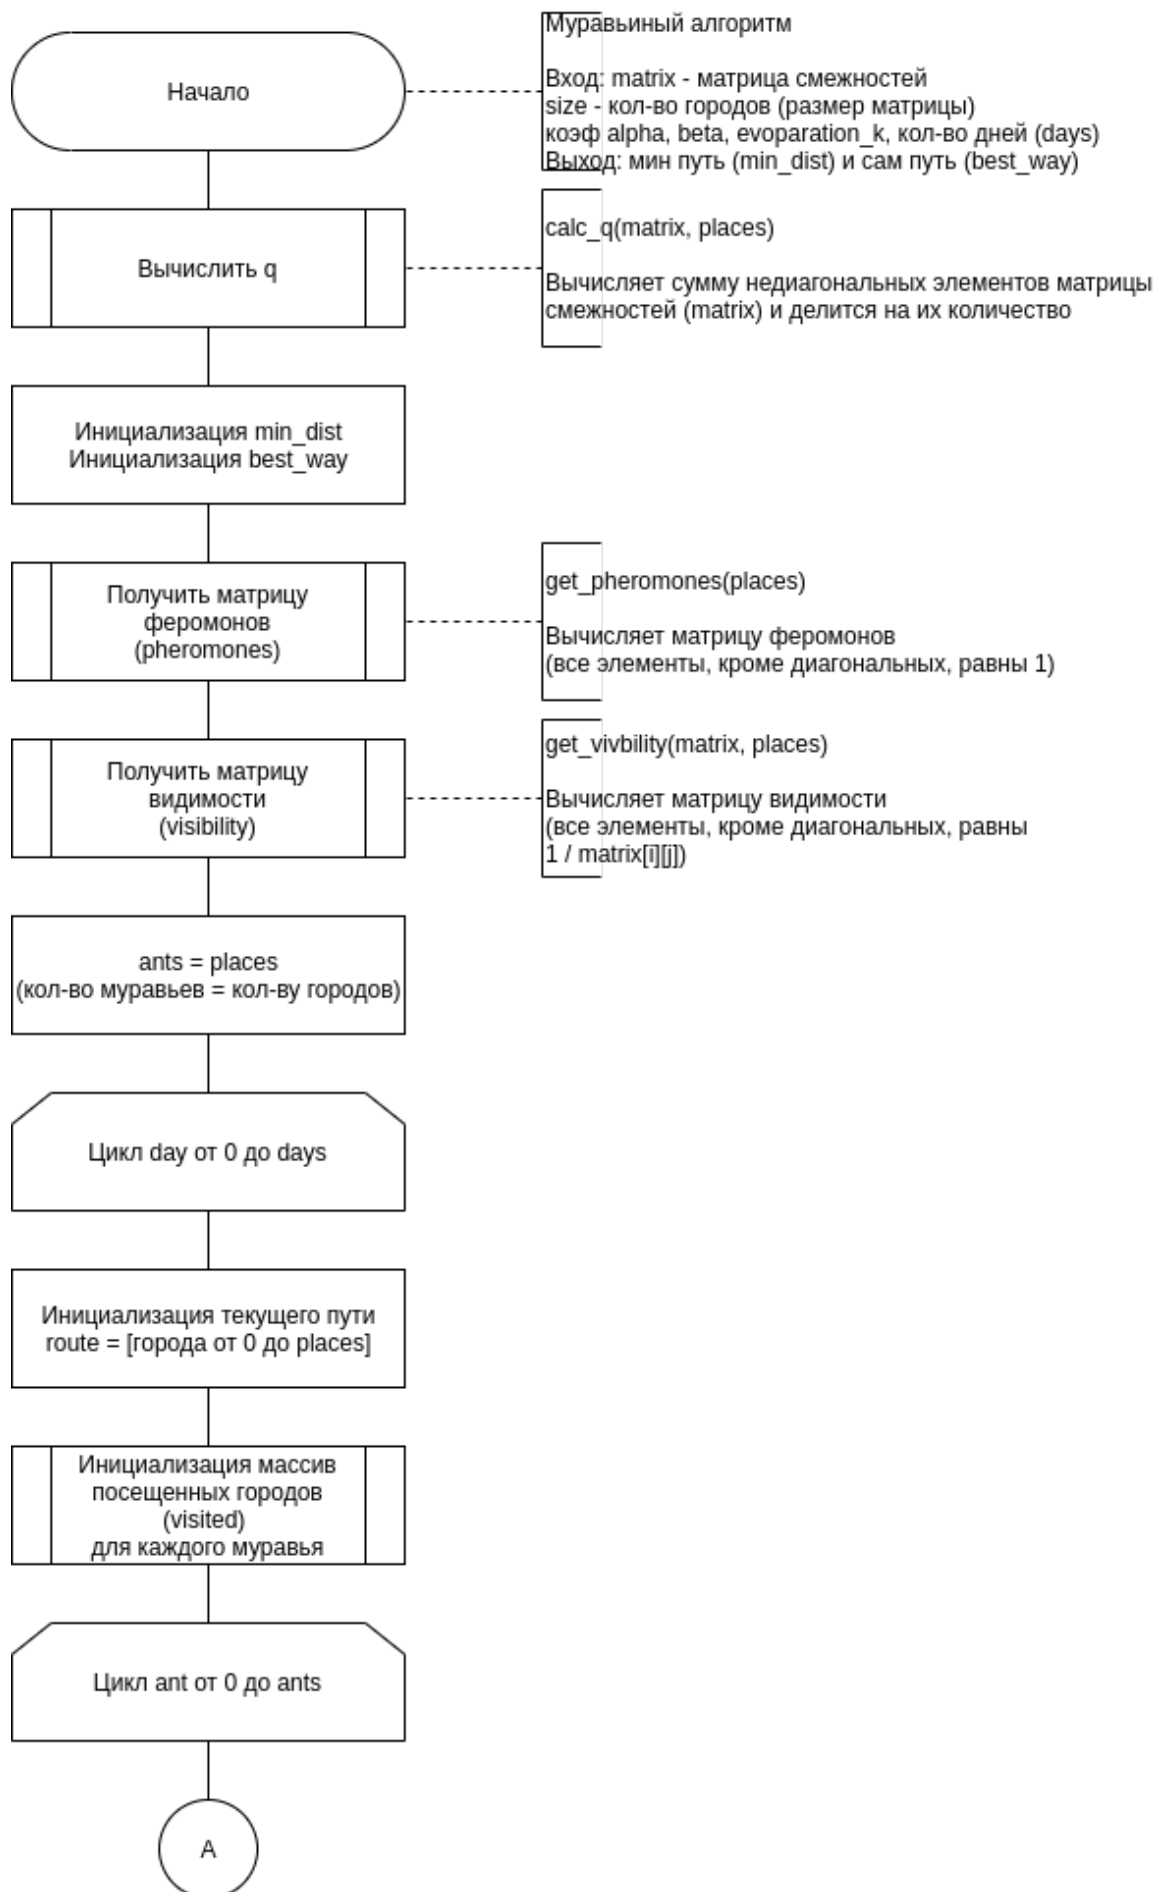 Начало
Муравьиный алгоритм
Вход: matrix - матрица смежностей
size - кол-во городов (размер матрицы)
коэф alpha, beta, evoparation_k, кол-во дней (days)
Выход: мин путь (min_dist) и сам путь (best_way)
Вычислить q
calc_q(matrix, places)
Вычисляет сумму недиагональных элементов матрицы
смежностей (matrix) и делится на их количество
Инициализация min_dist
Инициализация best_way
Получить матрицу
феромонов
(pheromones)
get_pheromones(places)
Вычисляет матрицу феромонов
(все элементы, кроме диагональных, равны 1)
Получить матрицу
видимости
(visibility)
get_vivbility(matrix, places)
Вычисляет матрицу видимости
(все элементы, кроме диагональных, равны
1 / matrix[i][j])
ants = places
(кол-во муравьев = кол-ву городов)
Цикл day от 0 до days
Инициализация текущего пути
route = [города от 0 до places]
Инициализация массив
посещенных городов
(visited)
для каждого муравья
Цикл ant от 0 до ants
A